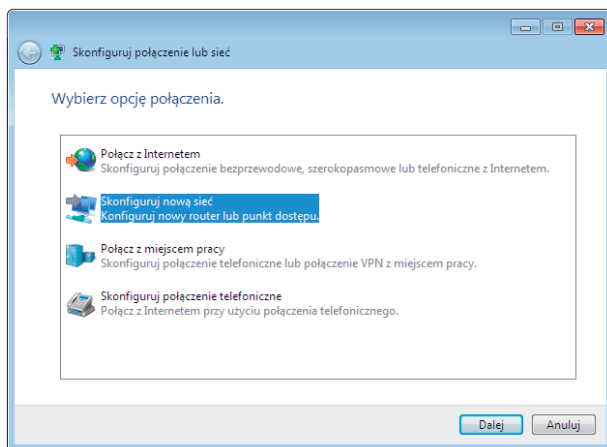 Skonfiguruj połączenie lub sieć
Wybierz opcję połączenia.
Połącz z Internetem
Skonfiguruj połączenie bezprzewodowe, szerokopasmowe lub telefoniczne z Internetem.
Skonfiguruj nową sieć
Konfiguruj nowy router lub punkt dostępu.
Połącz z miejscem pracy
Skonfiguruj połączenie telefoniczne lub połączenie VPN z miejscem pracy.
Skonfiguruj połączenie telefoniczne
Połącz z Internetem przy użyciu połączenia telefonicznego.
Dalej Anuluj